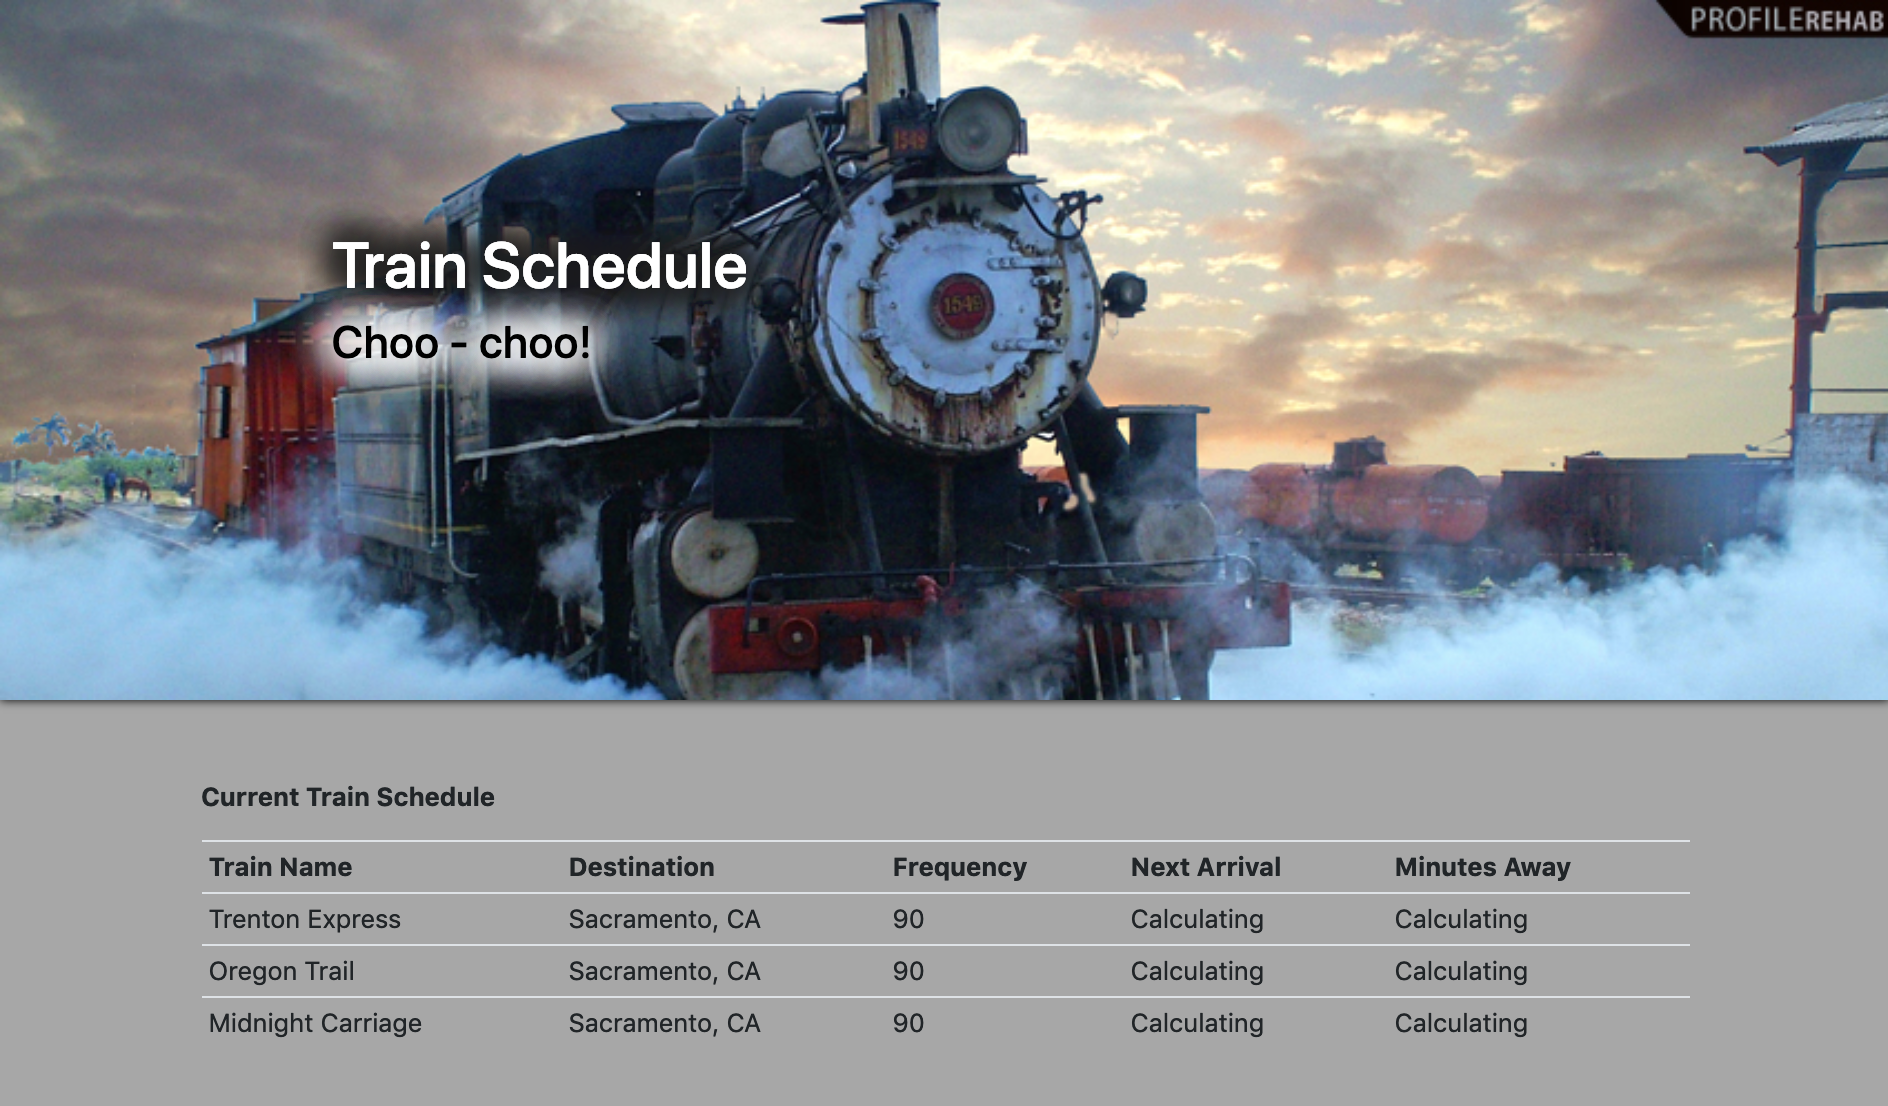 PROFILEREHAB
1549
Train Schedule
1549
Choo - choo!
Current Train Schedule
Train Name Destination Frequency Next Arrival Minutes Away
Trenton Express Sacramento, CA 90 Calculating Calculating
Oregon Trail Sacramento, CA 90 Calculating Calculating
Midnight Carriage Sacramento, CA 90 Calculating Calculating